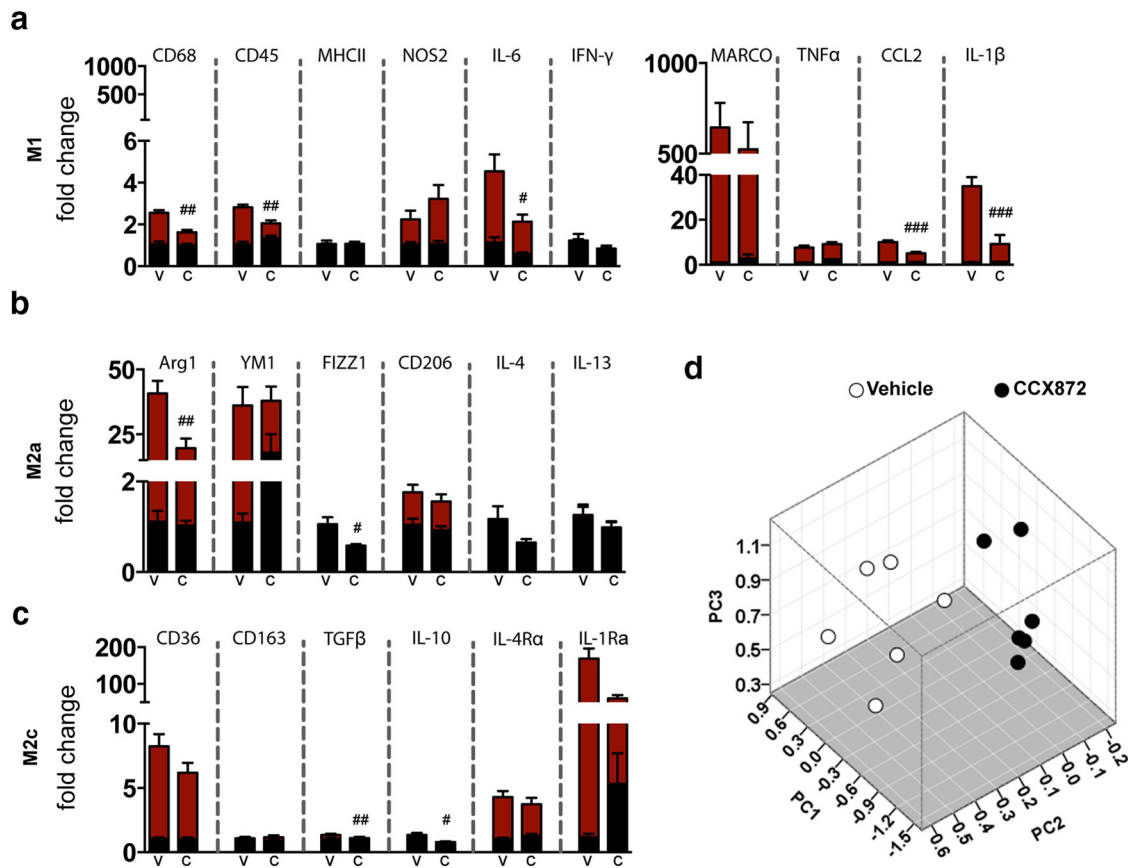 a
CD68 CD45 MHCII NOS2 IL-6 IFN-γ MARCO TNFα CCL2 IL-1β
M1
fold change
1000
500
6
4
2
0
## ## #
V C V C V C V C V C V C
1000
500
40
20
0
### ###
V C V C V C V C
b
Arg1 YM1 FIZZ1 CD206 IL-4 IL-13
M2a
fold change
50
25
2
0
## #
V C V C V C V C V C V C
c
CD36 CD163 TGFβ IL-10 IL-4Rα IL-1Ra
M2c
fold change
200
100
10
5
0
## #
V C V C V C V C V C V C
d
Vehicle CCX872
PC3
1.1
0.9
0.7
0.5
0.3
PC1
0.9
0.6
0.3
0.0
-0.3
-0.6
-0.9
-1.2
-1.5
PC2
0.6
0.5
0.4
0.3
0.2
0.1
0.0
-0.1
-0.2